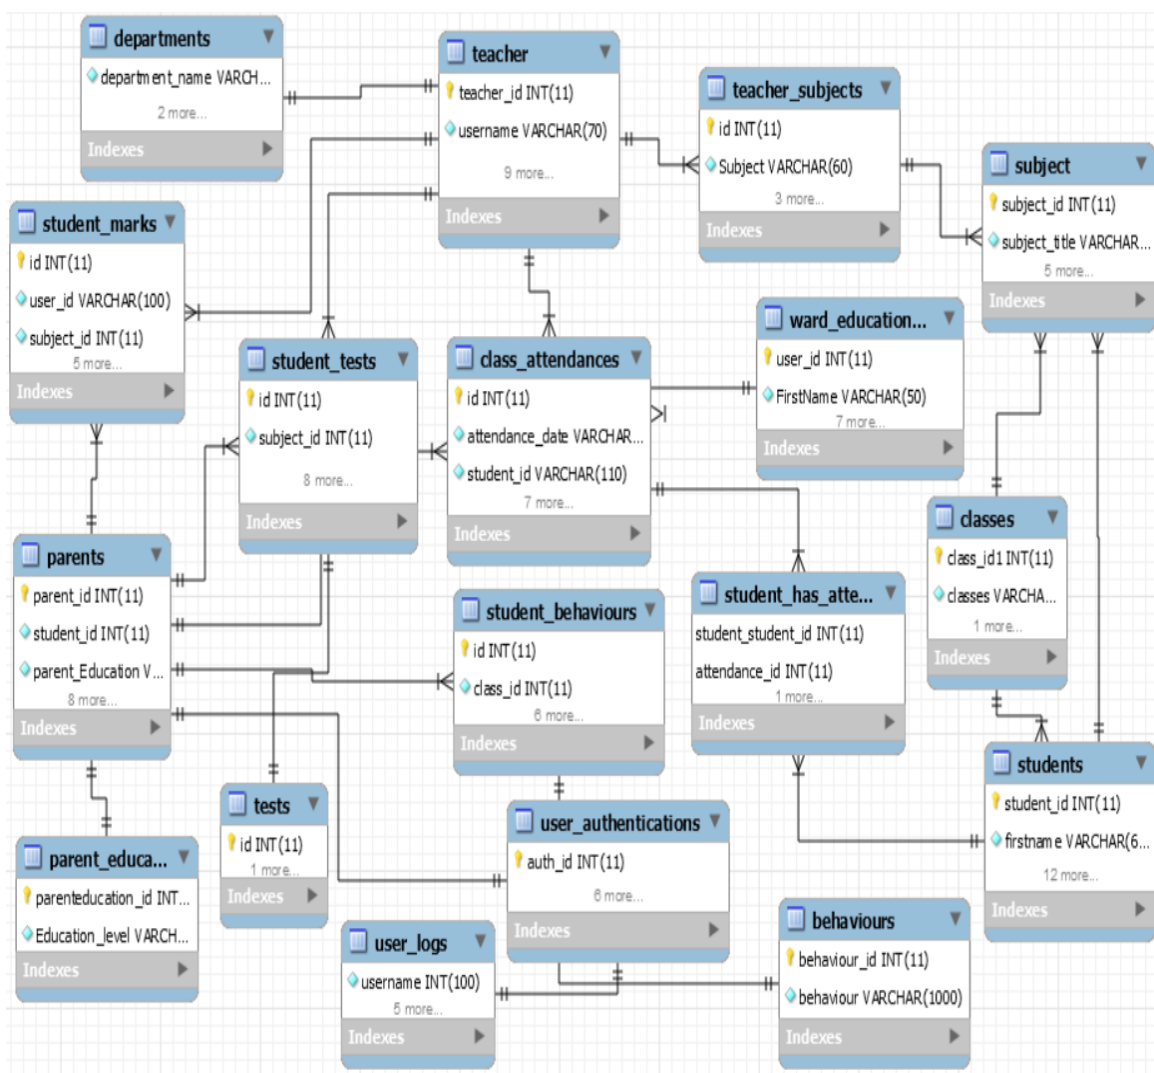 departments
department_name VARCH...
2 more...
Indexes
teacher
teacher_id INT(11)
username VARCHAR(70)
9 more...
Indexes
teacher_subjects
id INT(11)
Subject VARCHAR(60)
3 more...
Indexes
subject
subject_id INT(11)
subject_title VARCHAR...
5 more...
Indexes
student_marks
id INT(11)
user_id VARCHAR(100)
subject_id INT(11)
5 more...
Indexes
student_tests
id INT(11)
subject_id INT(11)
8 more...
Indexes
class_attendances
id INT(11)
attendance_date VARCHAR...
student_id VARCHAR(110)
7 more...
Indexes
ward_education...
user_id INT(11)
FirstName VARCHAR(50)
7 more...
Indexes
classes
class_id1 INT(11)
classes VARCHA...
1 more...
Indexes
parents
parent_id INT(11)
student_id INT(11)
parent_Education V...
8 more...
Indexes
student_behaviours
id INT(11)
class_id INT(11)
6 more...
Indexes
student_has_atte...
student_student_id INT(11)
attendance_id INT(11)
1 more...
Indexes
students
student_id INT(11)
firstname VARCHAR(6...
12 more...
Indexes
tests
id INT(11)
1 more...
Indexes
parent_educa...
parenteducation_id INT...
Education_level VARCH...
Indexes
user_authentications
auth_id INT(11)
6 more...
Indexes
user_logs
username INT(100)
5 more...
Indexes
behaviours
behaviour_id INT(11)
behaviour VARCHAR(1000)
Indexes